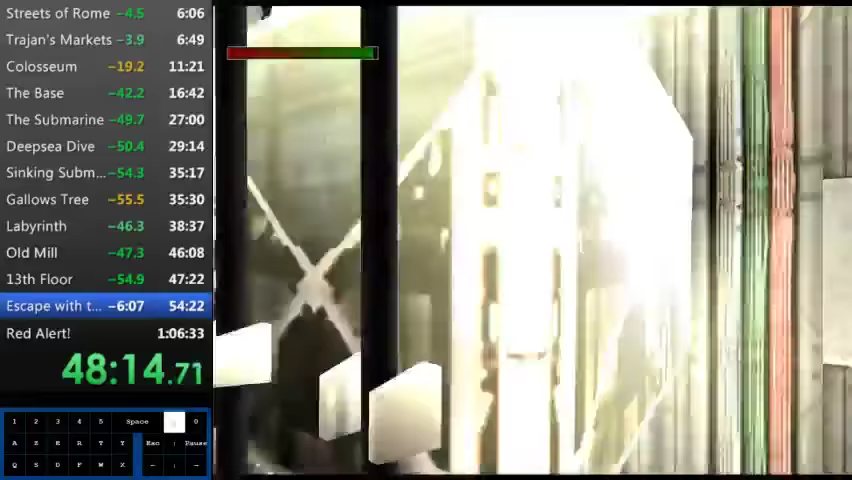 Streets of Rome -4.5 6:06
Trajan's Markets -3.9 6:49
Colosseum -19.2 11:21
The Base -42.2 16:42
The Submarine -49.7 27:00
Deepsea Dive -50.4 29:14
Sinking Subm... -54.3 35:17
Gallows Tree -55.5 35:30
Labyrinth -46.3 38:37
Old Mill -47.3 46:08
13th Floor -54.9 47:22
Escape with t... -6:07 54:22
Red Alert! 1:06:33
48:14.71
1 2 3 4 5 Space 0
A Z E R T Y Esc ↑ Pause
Q S D F W X ← ↓ →